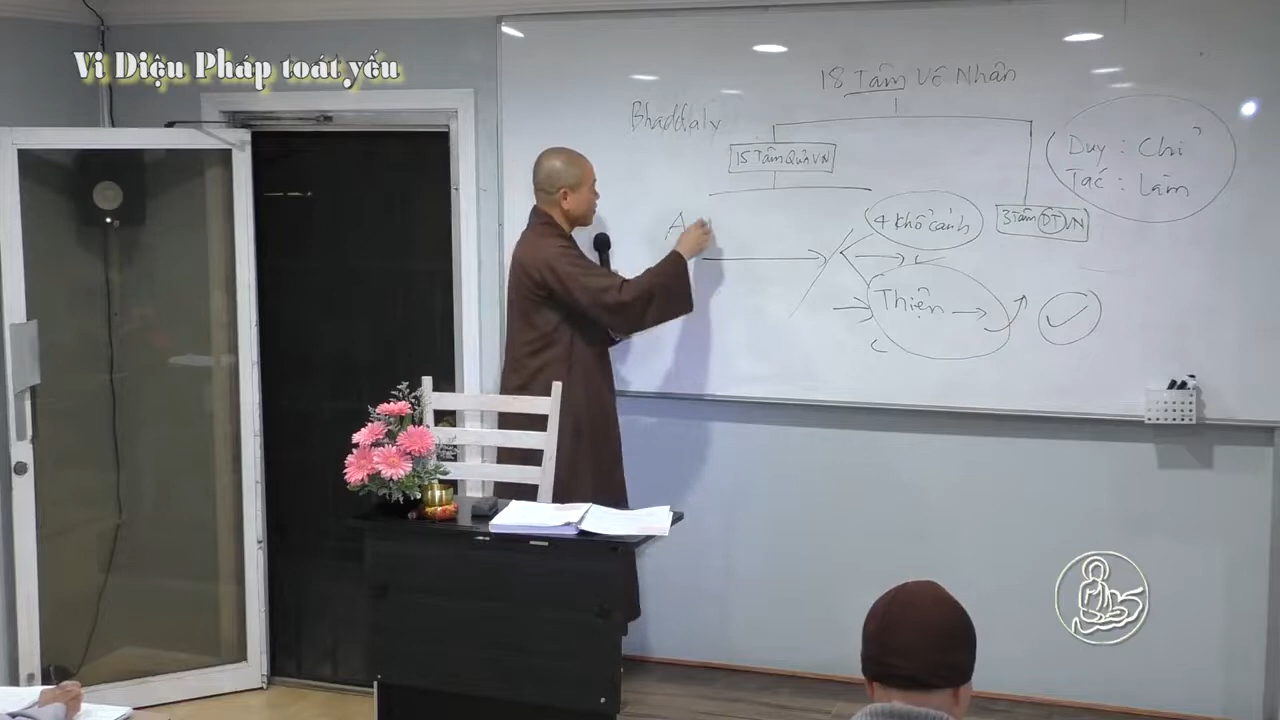 Vi Diệu Pháp toát yếu
18 Tâm Vô Nhân
Bhaddaly
15 Tâm Quả VN
Duy : Chỉ
Tác : Làm
A
4 Khổ cảnh
3 Tâm DT VN
Thiện